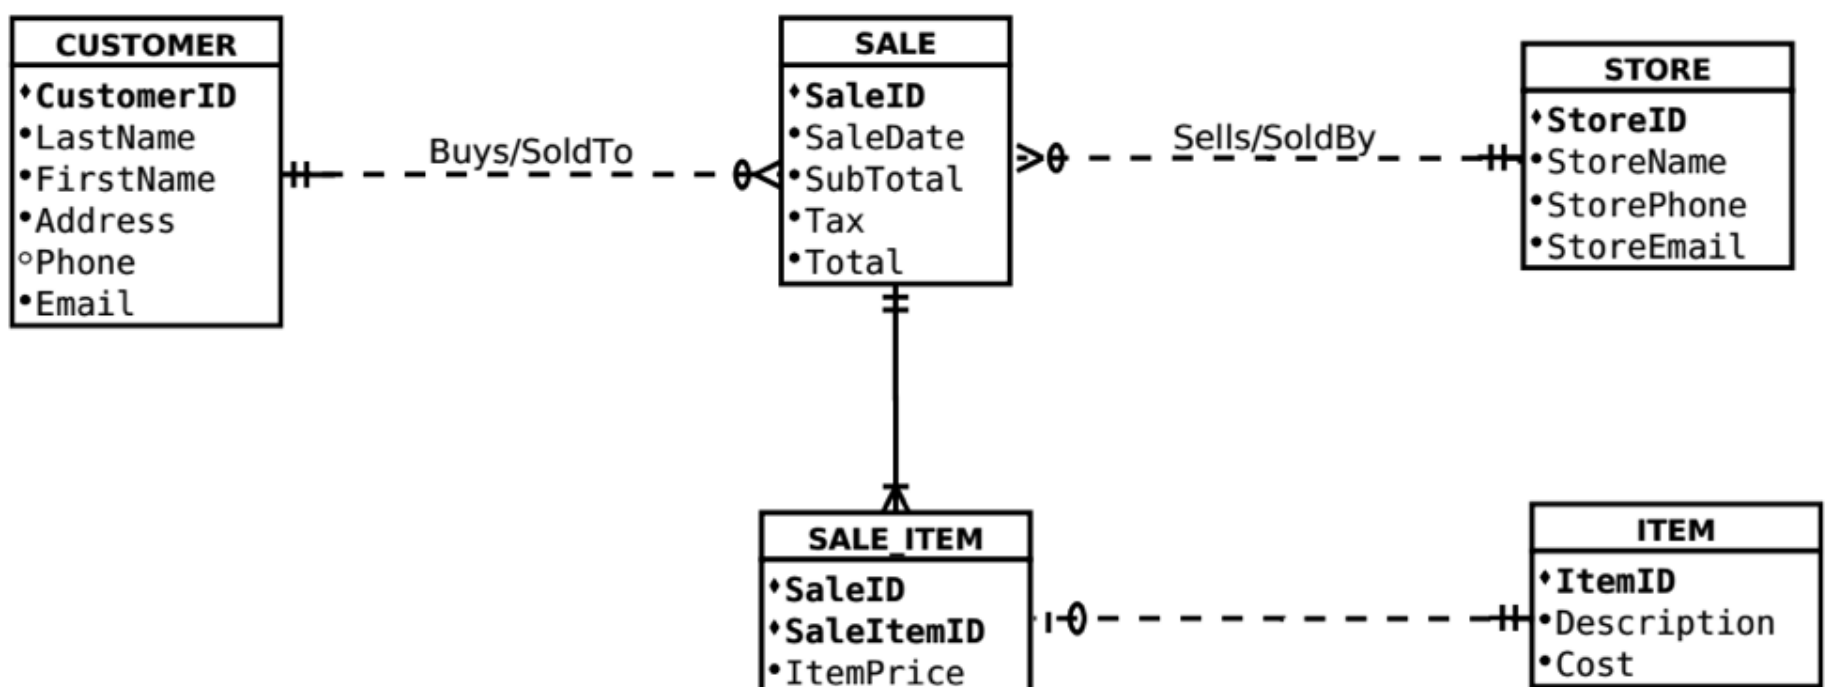 CUSTOMER
CustomerID
LastName
FirstName
Address
Phone
Email
Buys/SoldTo
SALE
SaleID
SaleDate
SubTotal
Tax
Total
Sells/SoldBy
STORE
StoreID
StoreName
StorePhone
StoreEmail
SALE_ITEM
SaleID
SaleItemID
ItemPrice
ITEM
ItemID
Description
Cost